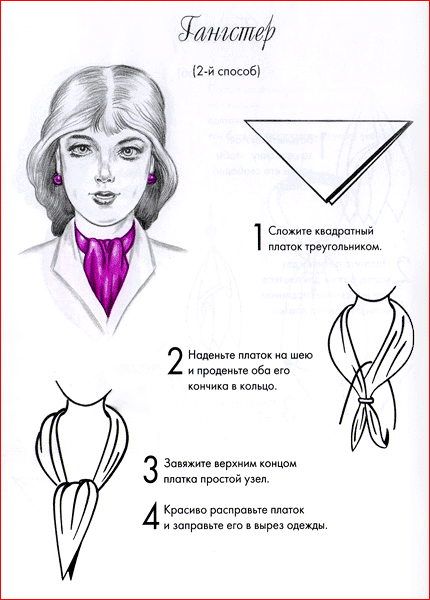 Гангстер
(2-й способ)
1 Сложите квадратный
платок треугольником.
2 Наденьте платок на шею
и проденьте оба его
кончика в кольцо.
3 Завяжите верхним концом
платка простой узел.
4 Красиво расправьте платок
и заправьте его в вырез одежды.